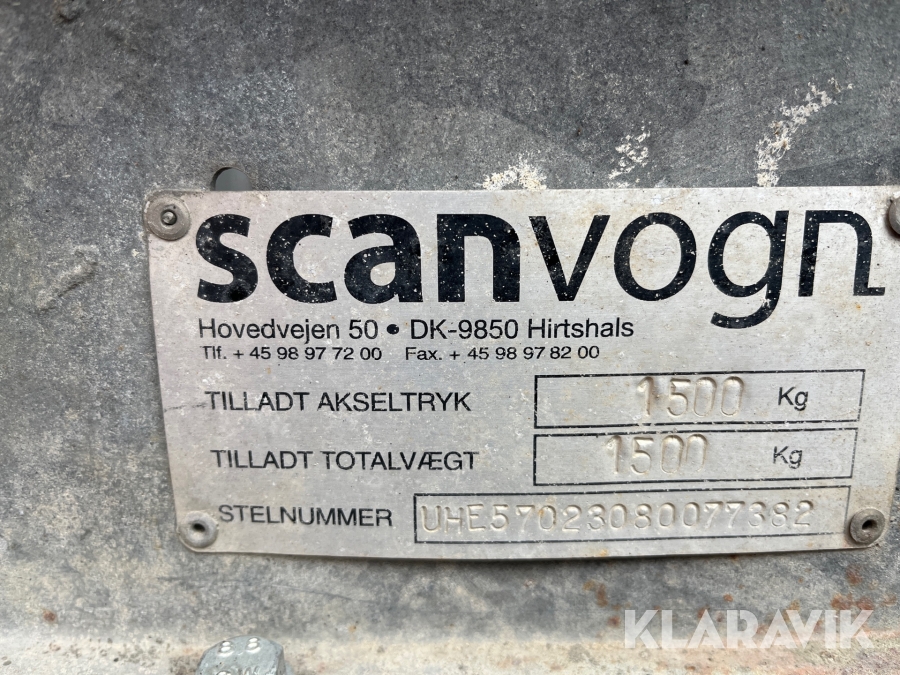 scanvogn
Hovedvejen 50 • DK-9850 Hirtshals
Tlf. + 45 98 97 72 00 Fax. + 45 98 97 82 00
TILLADT AKSELTRYK 1500 Kg
TILLADT TOTALVÆGT 1500 Kg
STELNUMMER UHE57023080077382
KLARAVIK